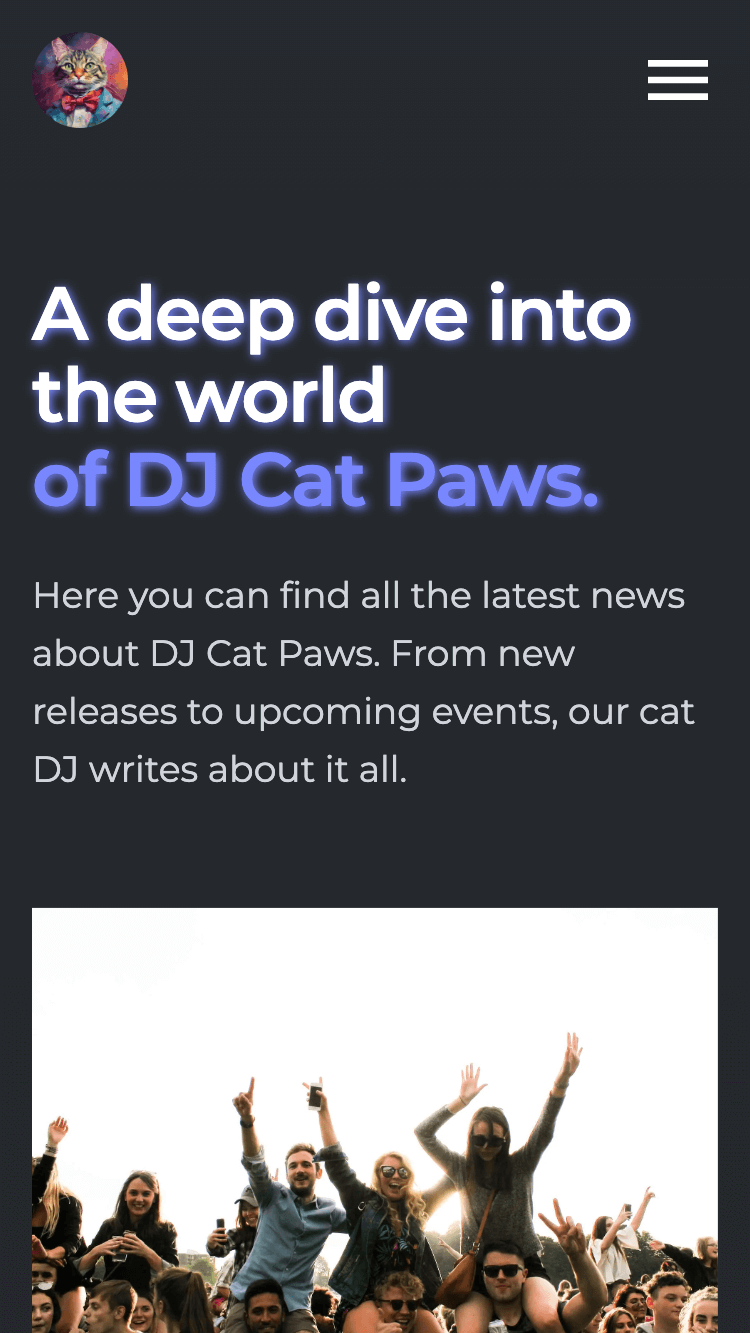 A deep dive into
the world
of DJ Cat Paws.
Here you can find all the latest news
about DJ Cat Paws. From new
releases to upcoming events, our cat
DJ writes about it all.